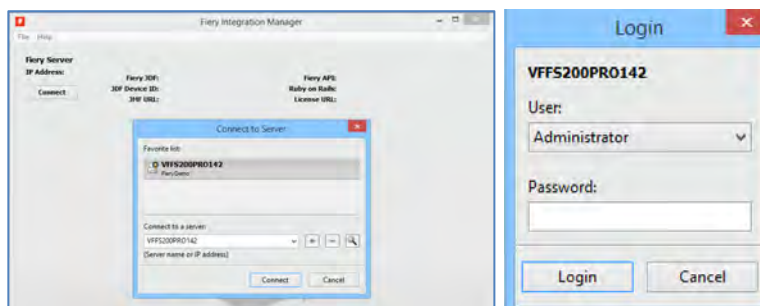 Fiery Integration Manager
File Help
Fiery Server
IP Address:
Connect
Fiery JDF:
JDF Device ID:
JMF URL:
Fiery API:
Ruby on Rails:
License URL:
Connect to Server
Favorite list:
VFFS200PRO142
Fiery Demo
Connect to a server:
VFFS200PRO142
(Server name or IP address)
Connect Cancel
Login
VFFS200PRO142
User:
Administrator
Password:
Login Cancel